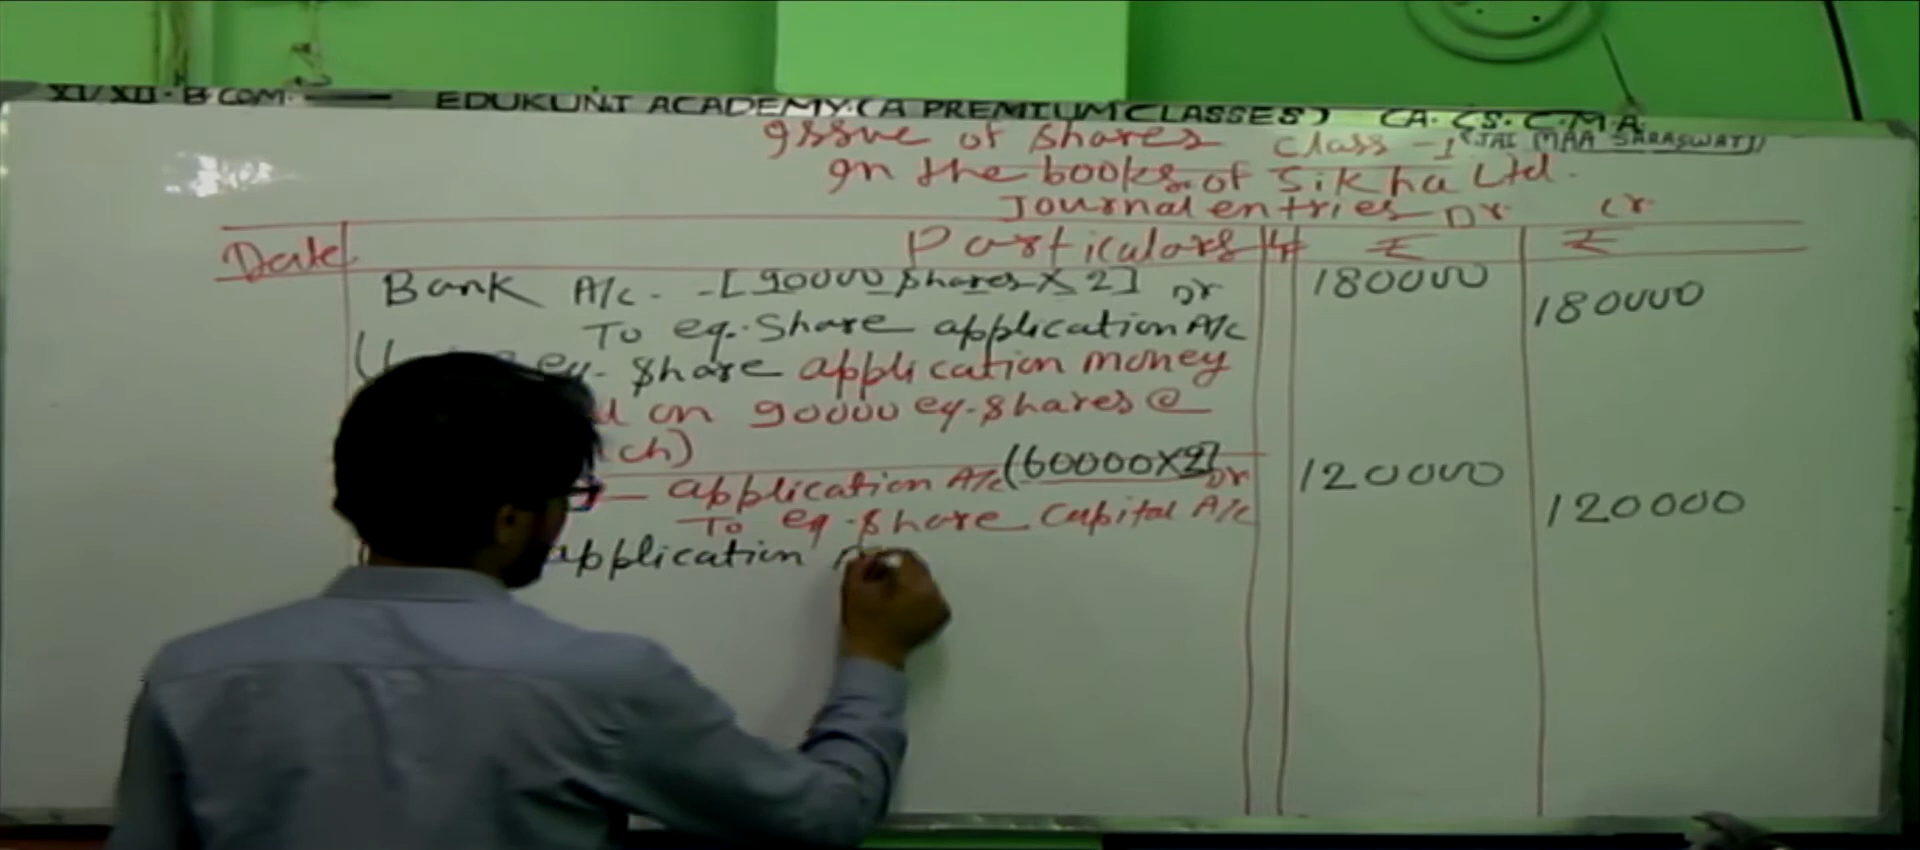 XI/XII. B.COM. — EDUKUNJ ACADEMY. (A PREMIUM CLASSES) CA. CS. C.M.A.
Issue of shares Class-1 (JAI MAA SARASWATI)
In the books of Sikha Ltd.
Journal entries Dr Cr
Date Particulars LF ₹ ₹
Bank A/c - [90000 shares X 2] Dr 180000
To eq. Share application A/c 180000
eq. Share application money
on 90000 eq. shares @
ch)
— application A/c (60000X2) Dr 120000
To eq. Share Capital A/c 120000
application